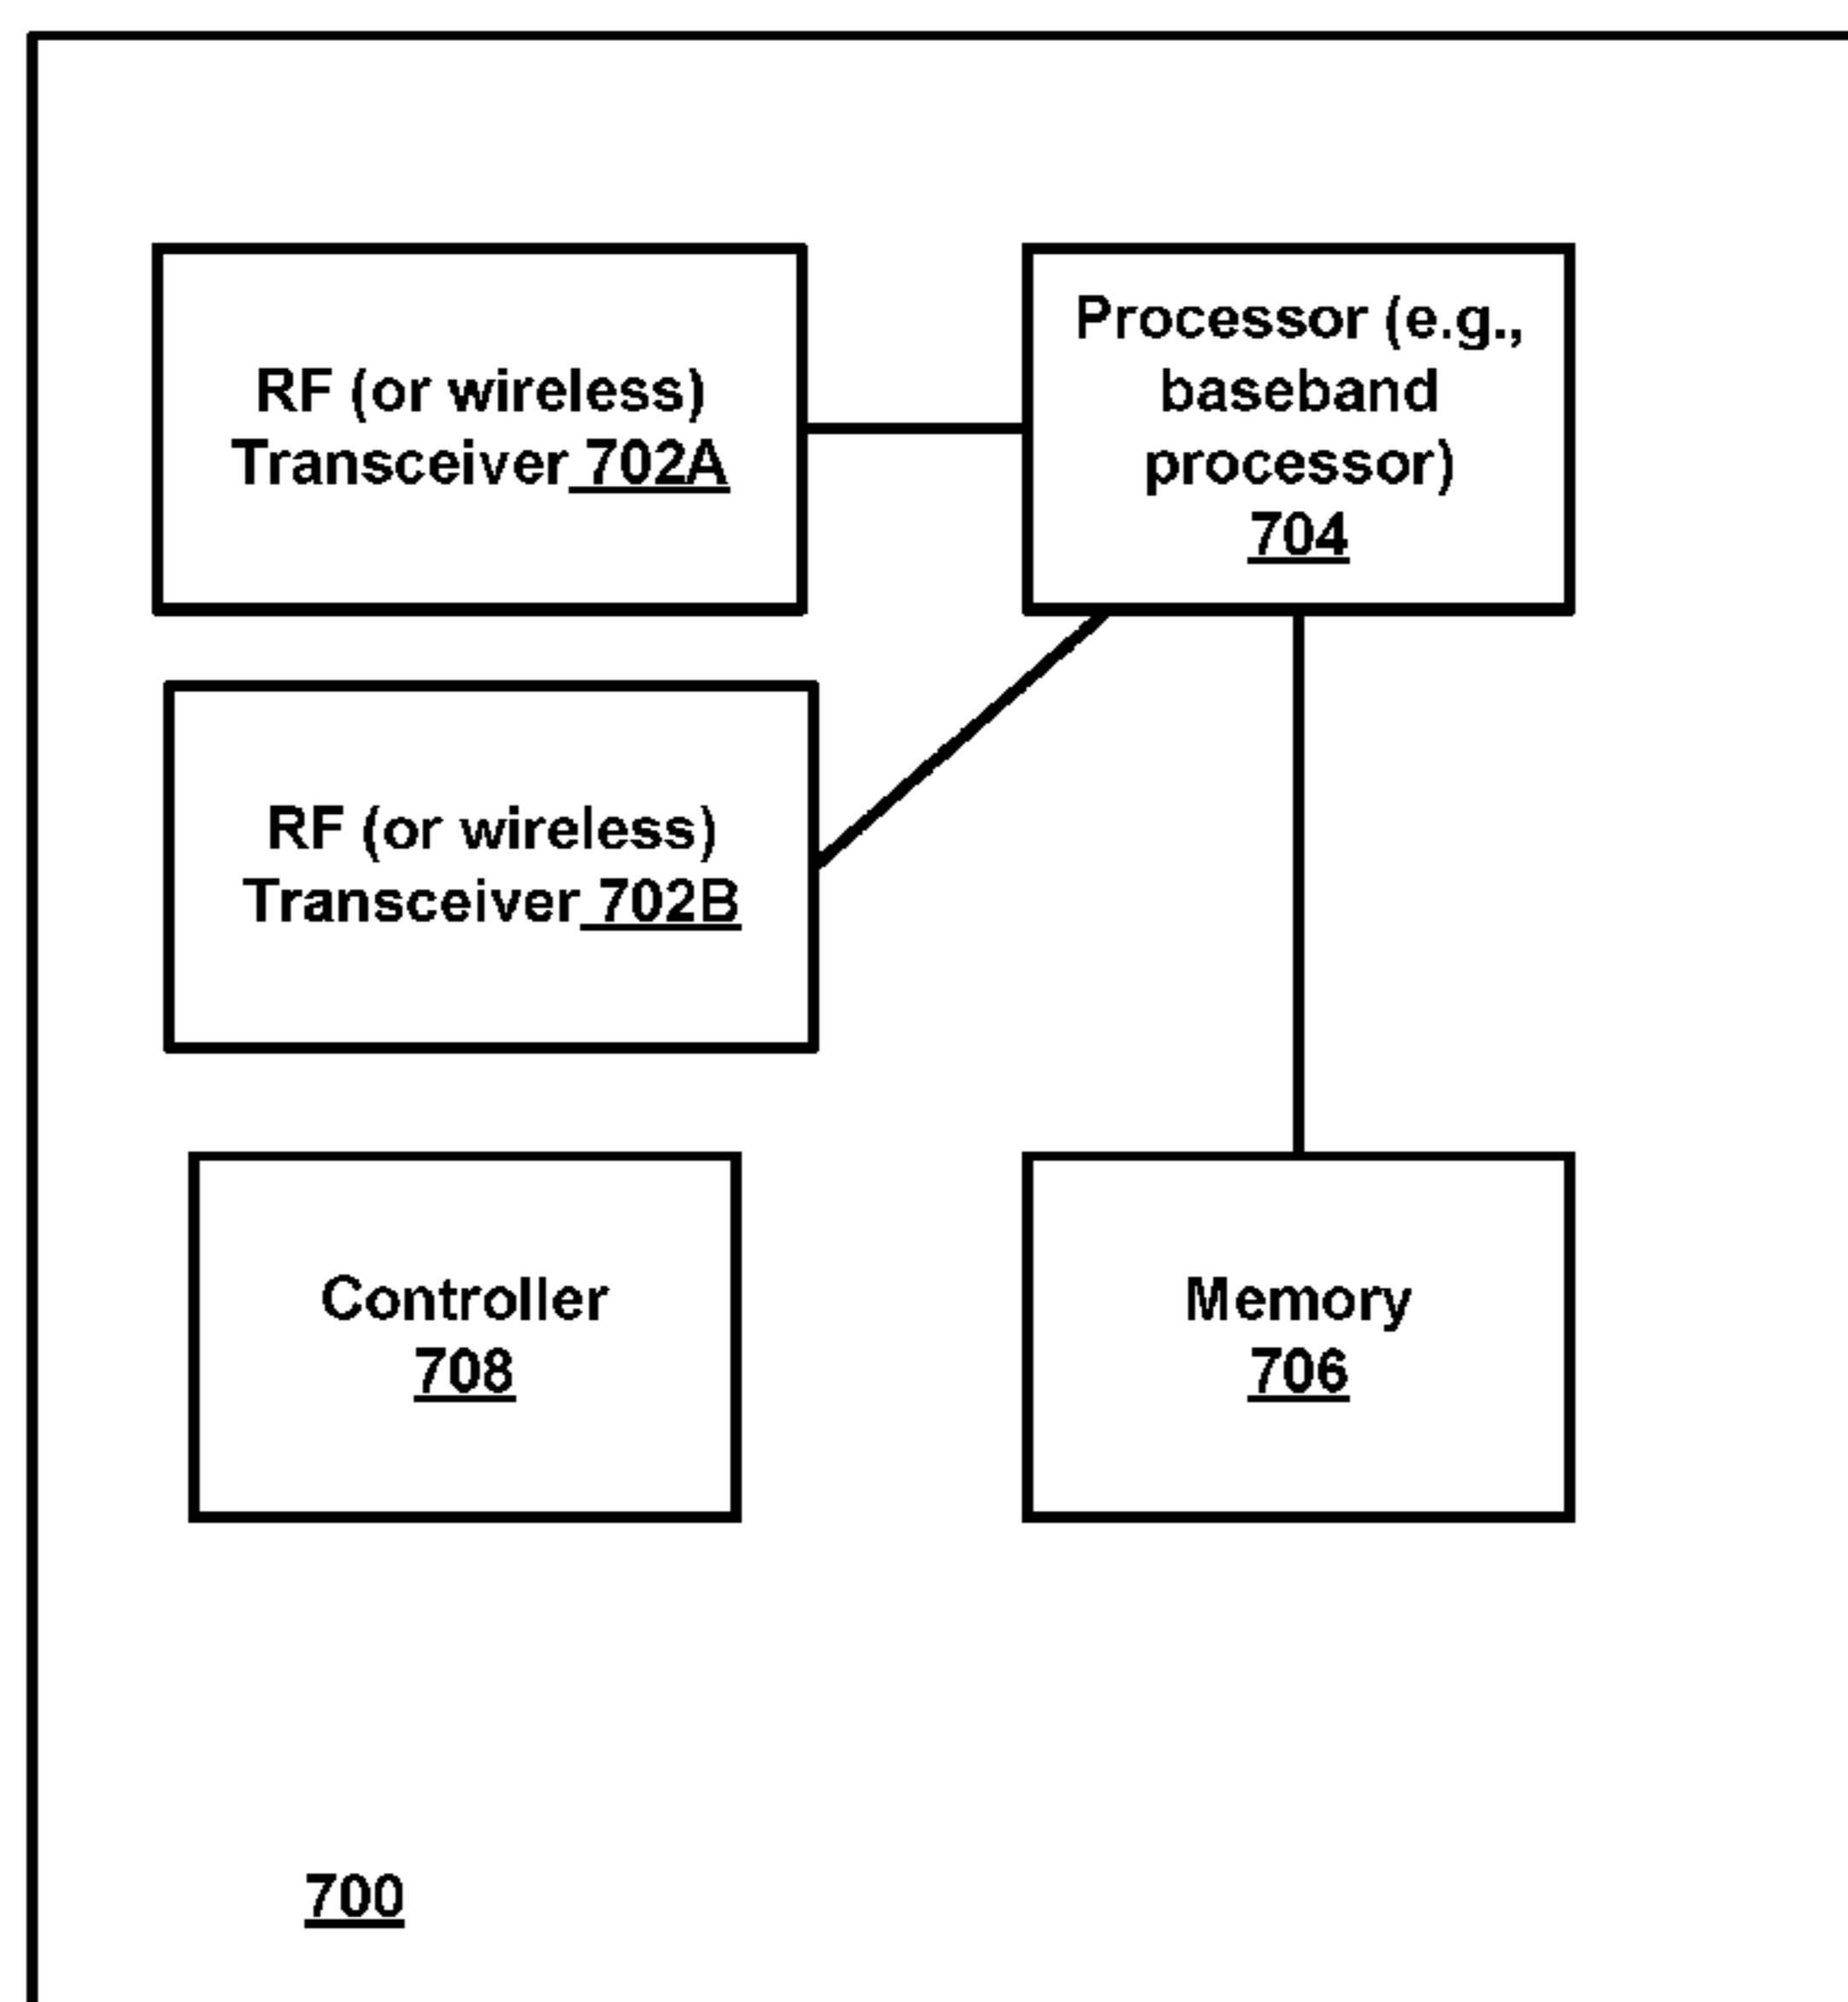 RF (or wireless)
Transceiver 702A
Processor (e.g.,
baseband
processor)
704
RF (or wireless)
Transceiver 702B
Controller
708
Memory
706
700